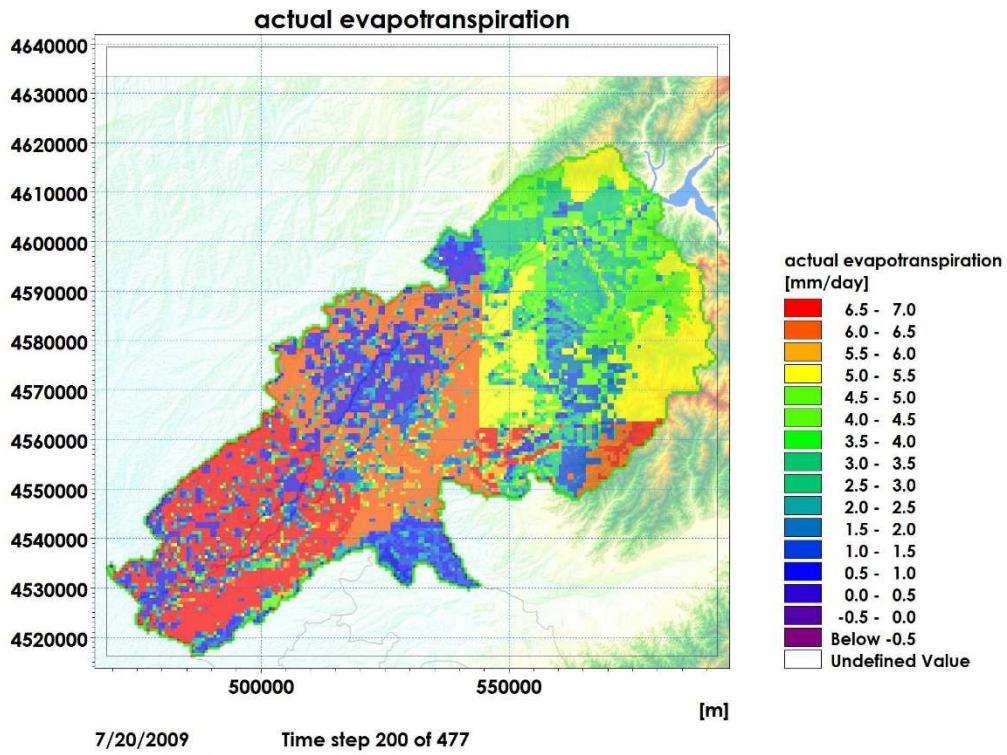 actual evapotranspiration
4640000
4630000
4620000
4610000
4600000
4590000
4580000
4570000
4560000
4550000
4540000
4530000
4520000
500000
550000
[m]
7/20/2009
Time step 200 of 477
actual evapotranspiration
[mm/day]
6.5 - 7.0
6.0 - 6.5
5.5 - 6.0
5.0 - 5.5
4.5 - 5.0
4.0 - 4.5
3.5 - 4.0
3.0 - 3.5
2.5 - 3.0
2.0 - 2.5
1.5 - 2.0
1.0 - 1.5
0.5 - 1.0
0.0 - 0.5
-0.5 - 0.0
Below -0.5
Undefined Value